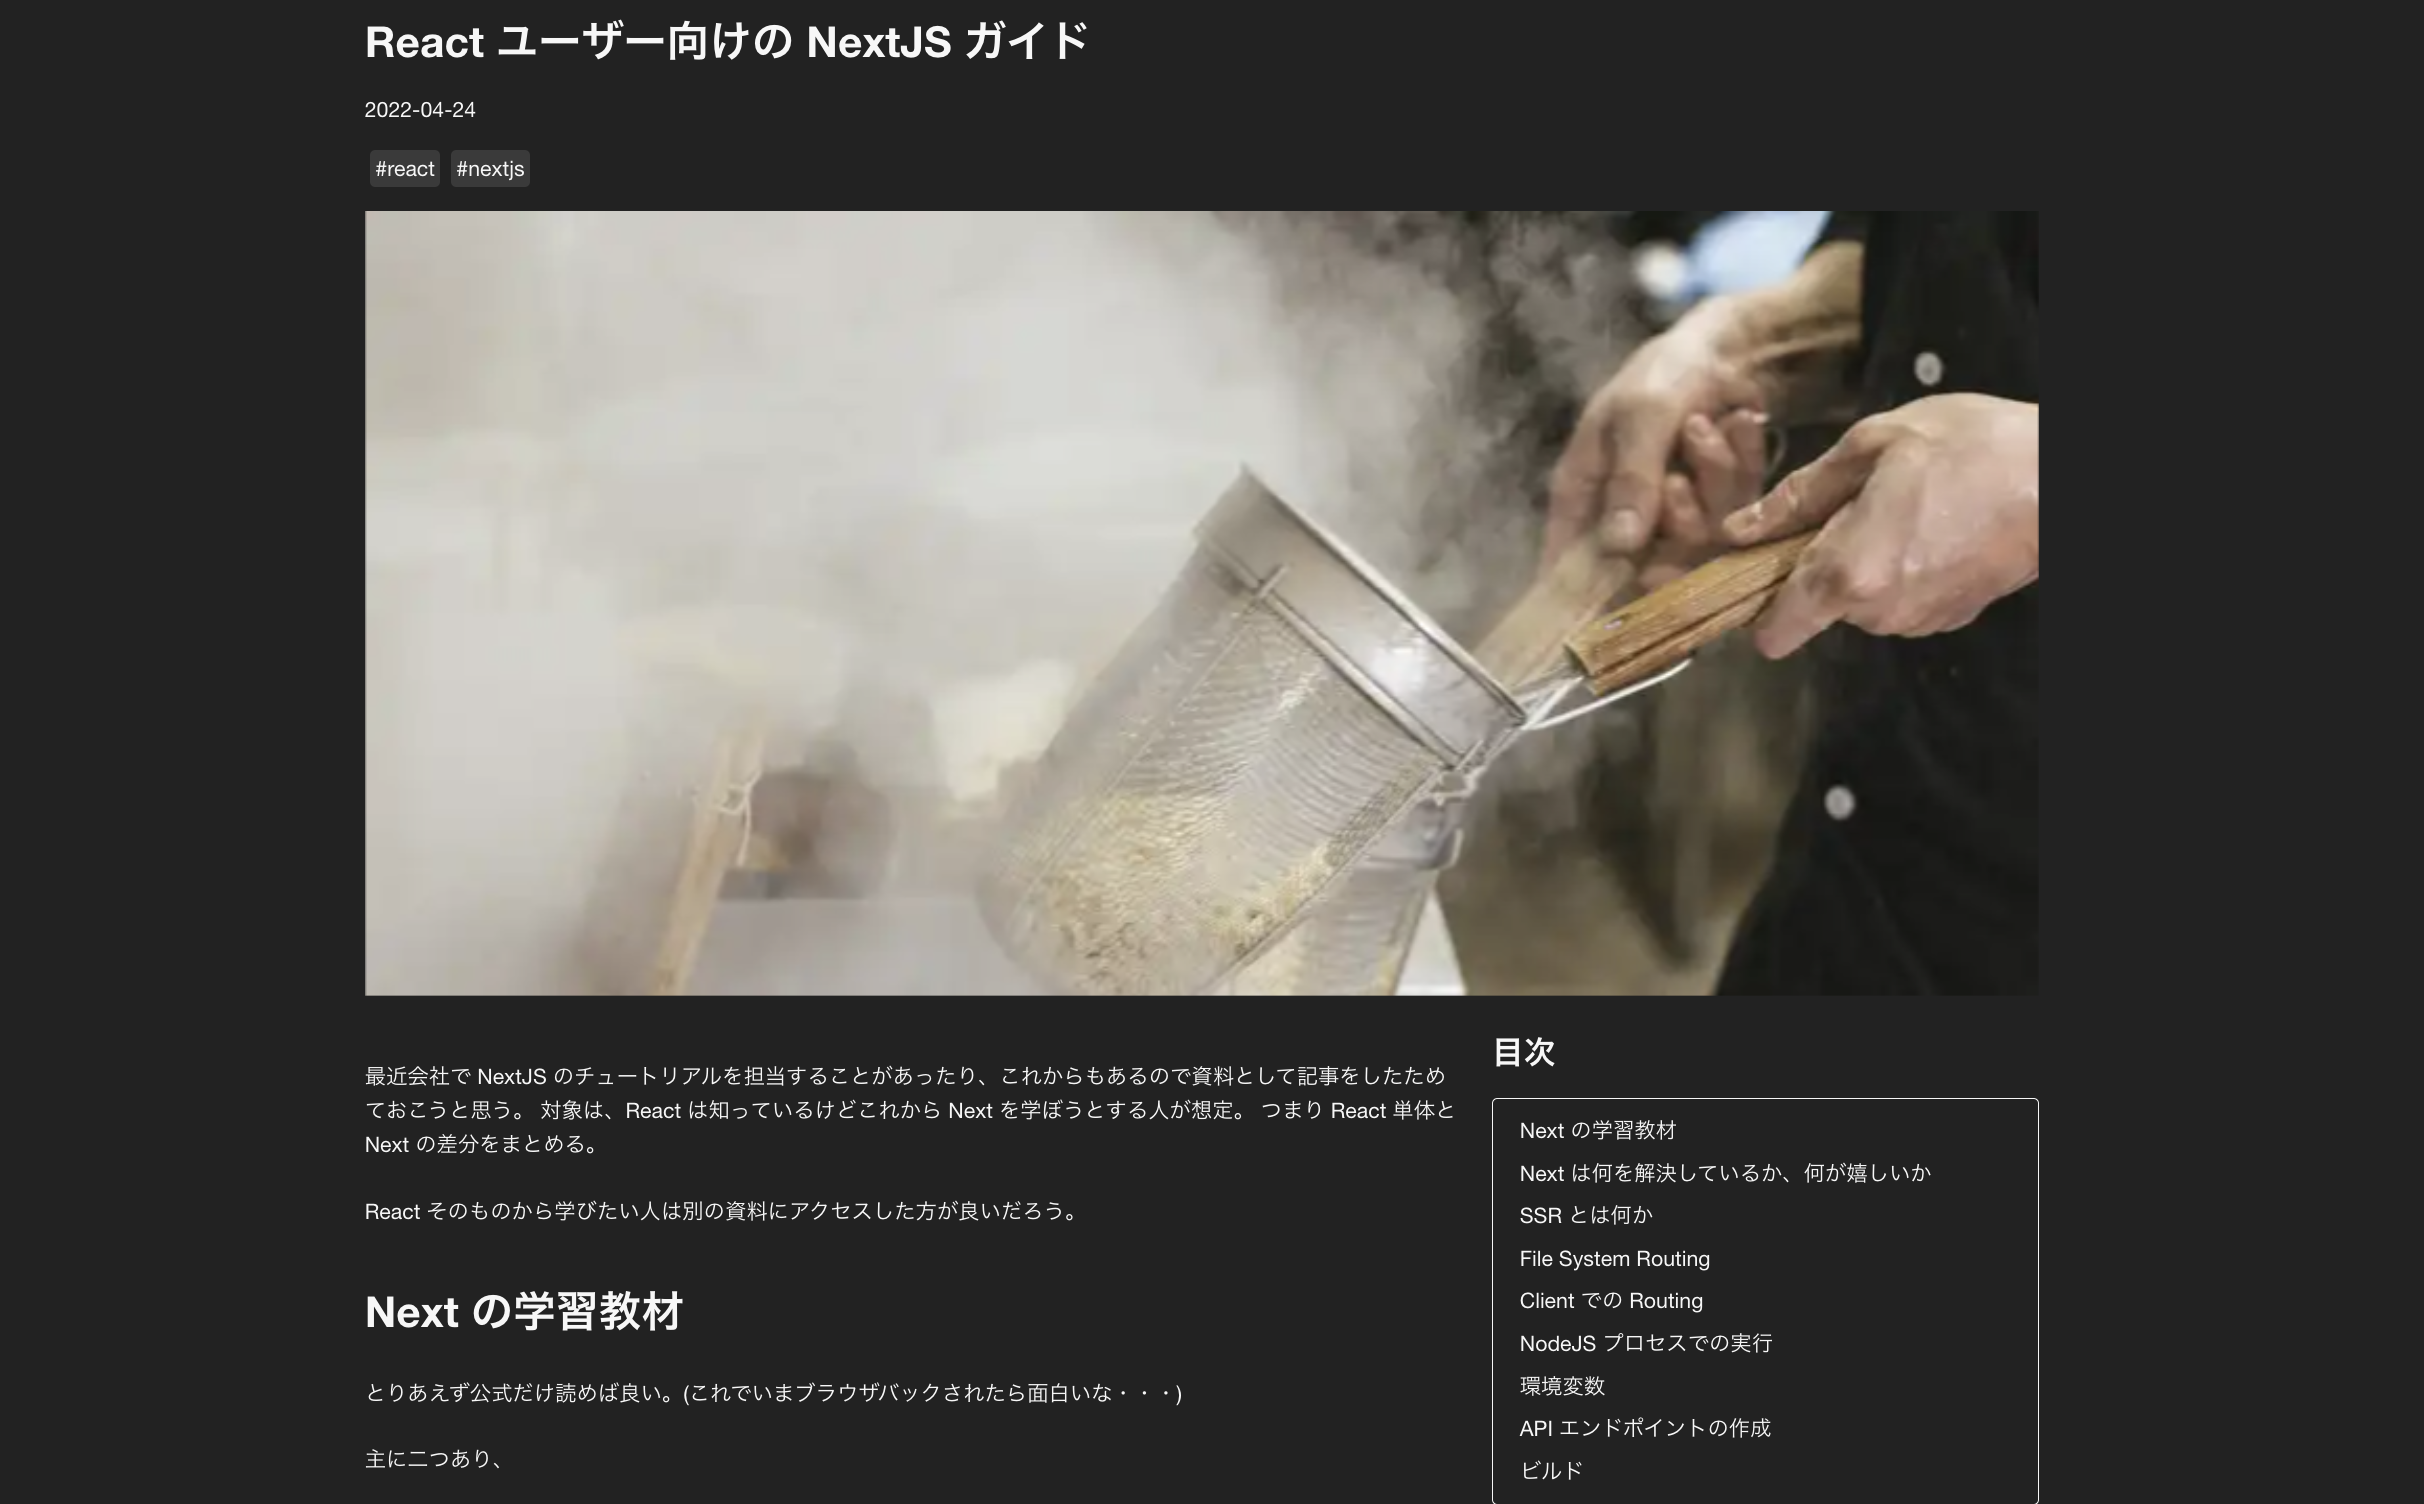 React ユーザー向けの NextJS ガイド
2022-04-24
#react #nextjs
最近会社で NextJS のチュートリアルを担当することがあったり、これからもあるので資料として記事をしたため
ておこうと思う。 対象は、React は知っているけどこれから Next を学ぼうとする人が想定。 つまり React 単体と
Next の差分をまとめる。
React そのものから学びたい人は別の資料にアクセスした方が良いだろう。
Next の学習教材
とりあえず公式だけ読めば良い。(これでいまブラウザバックされたら面白いな・・・)
主に二つあり、
目次
Next の学習教材
Next は何を解決しているか、何が嬉しいか
SSR とは何か
File System Routing
Client での Routing
NodeJS プロセスでの実行
環境変数
API エンドポイントの作成
ビルド